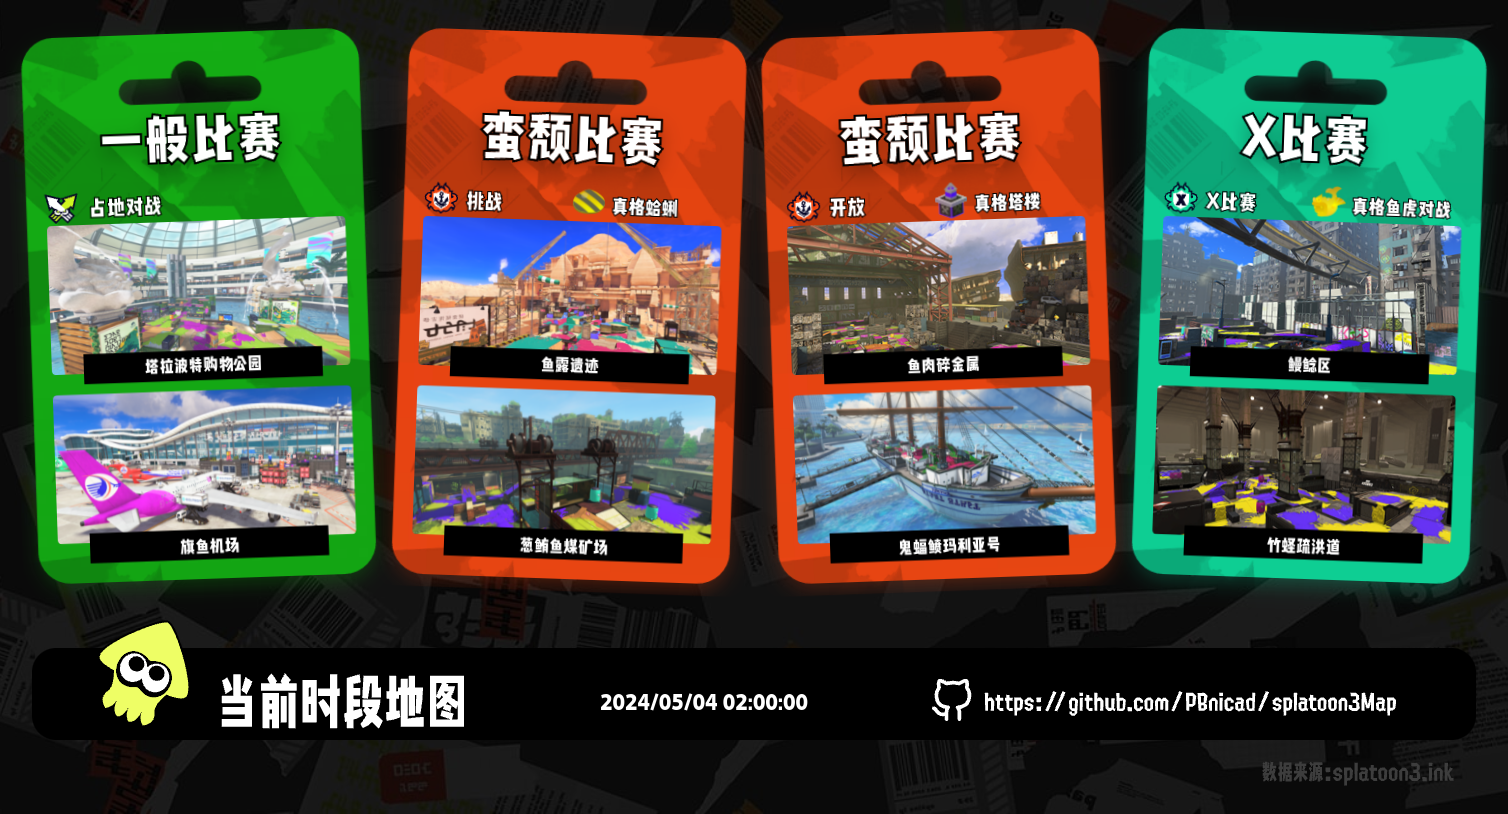 一般比赛
占地对战
塔拉波特购物公园
旗鱼机场
蛮颓比赛
挑战
真格蛤蜊
鱼露遗迹
葱鲔鱼煤矿场
蛮颓比赛
开放
真格塔楼
鱼肉碎金属
鬼蝠鲼玛利亚号
X比赛
X比赛
真格鱼虎对战
鳗鲶区
竹蛏疏洪道
当前时段地图
2024/05/04 02:00:00
https://github.com/PBnicad/splatoon3Map
数据来源:splatoon3.ink